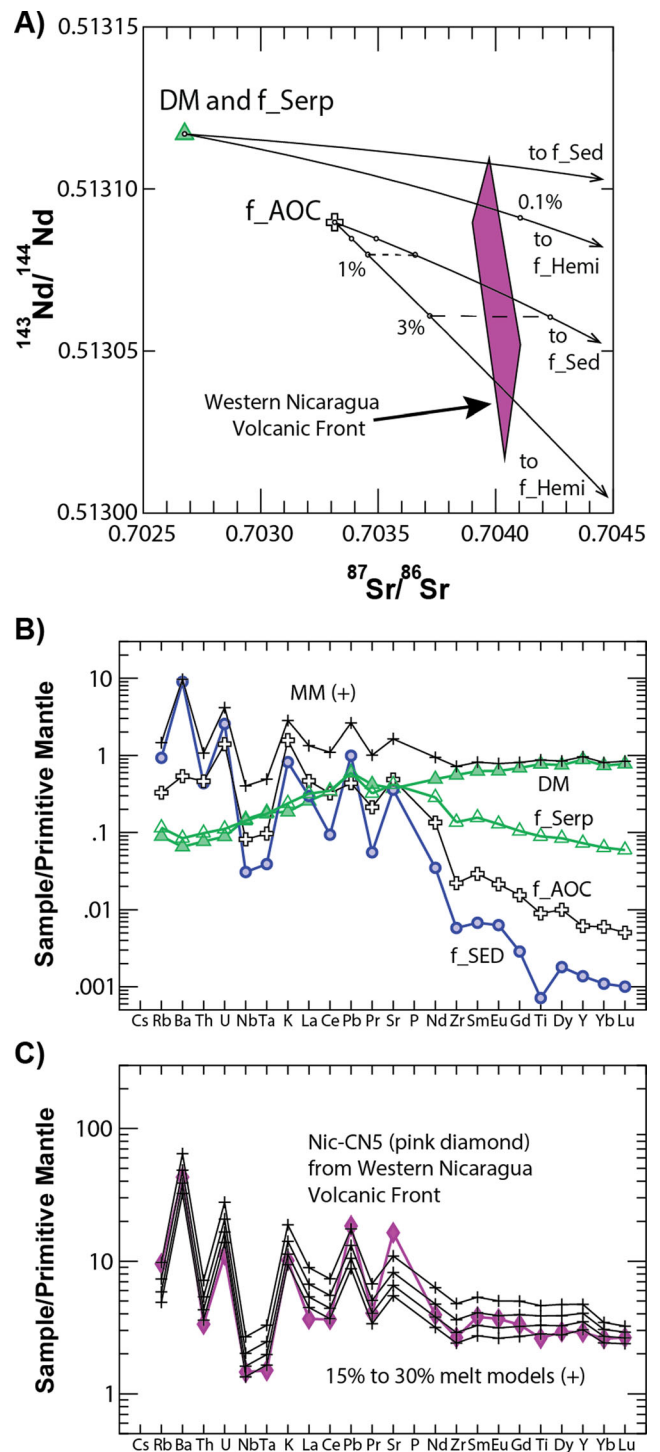 A)
0.51315
DM and f_Serp
to f_Sed
0.51310
0.1%
f_AOC
to
f_Hemi
143Nd/ 144Nd
1%
3%
to
f_Sed
0.51305
Western Nicaragua
Volcanic Front
to
f_Hemi
0.51300
0.7025 0.7030 0.7035 0.7040 0.7045
87Sr/86Sr
B)
10
MM (+)
1
DM
.1
f_Serp
f_AOC
.01
f_SED
.001
Sample/Primitive Mantle
Cs Rb Ba Th U Nb Ta K La Ce Pb Pr Sr P Nd Zr Sm Eu Gd Ti Dy Y Yb Lu
C)
100
Nic-CN5 (pink diamond)
from Western Nicaragua
Volcanic Front
10
Sample/Primitive Mantle
15% to 30% melt models (+)
1
Cs Rb Ba Th U Nb Ta K La Ce Pb Pr Sr P Nd Zr Sm Eu Gd Ti Dy Y Yb Lu